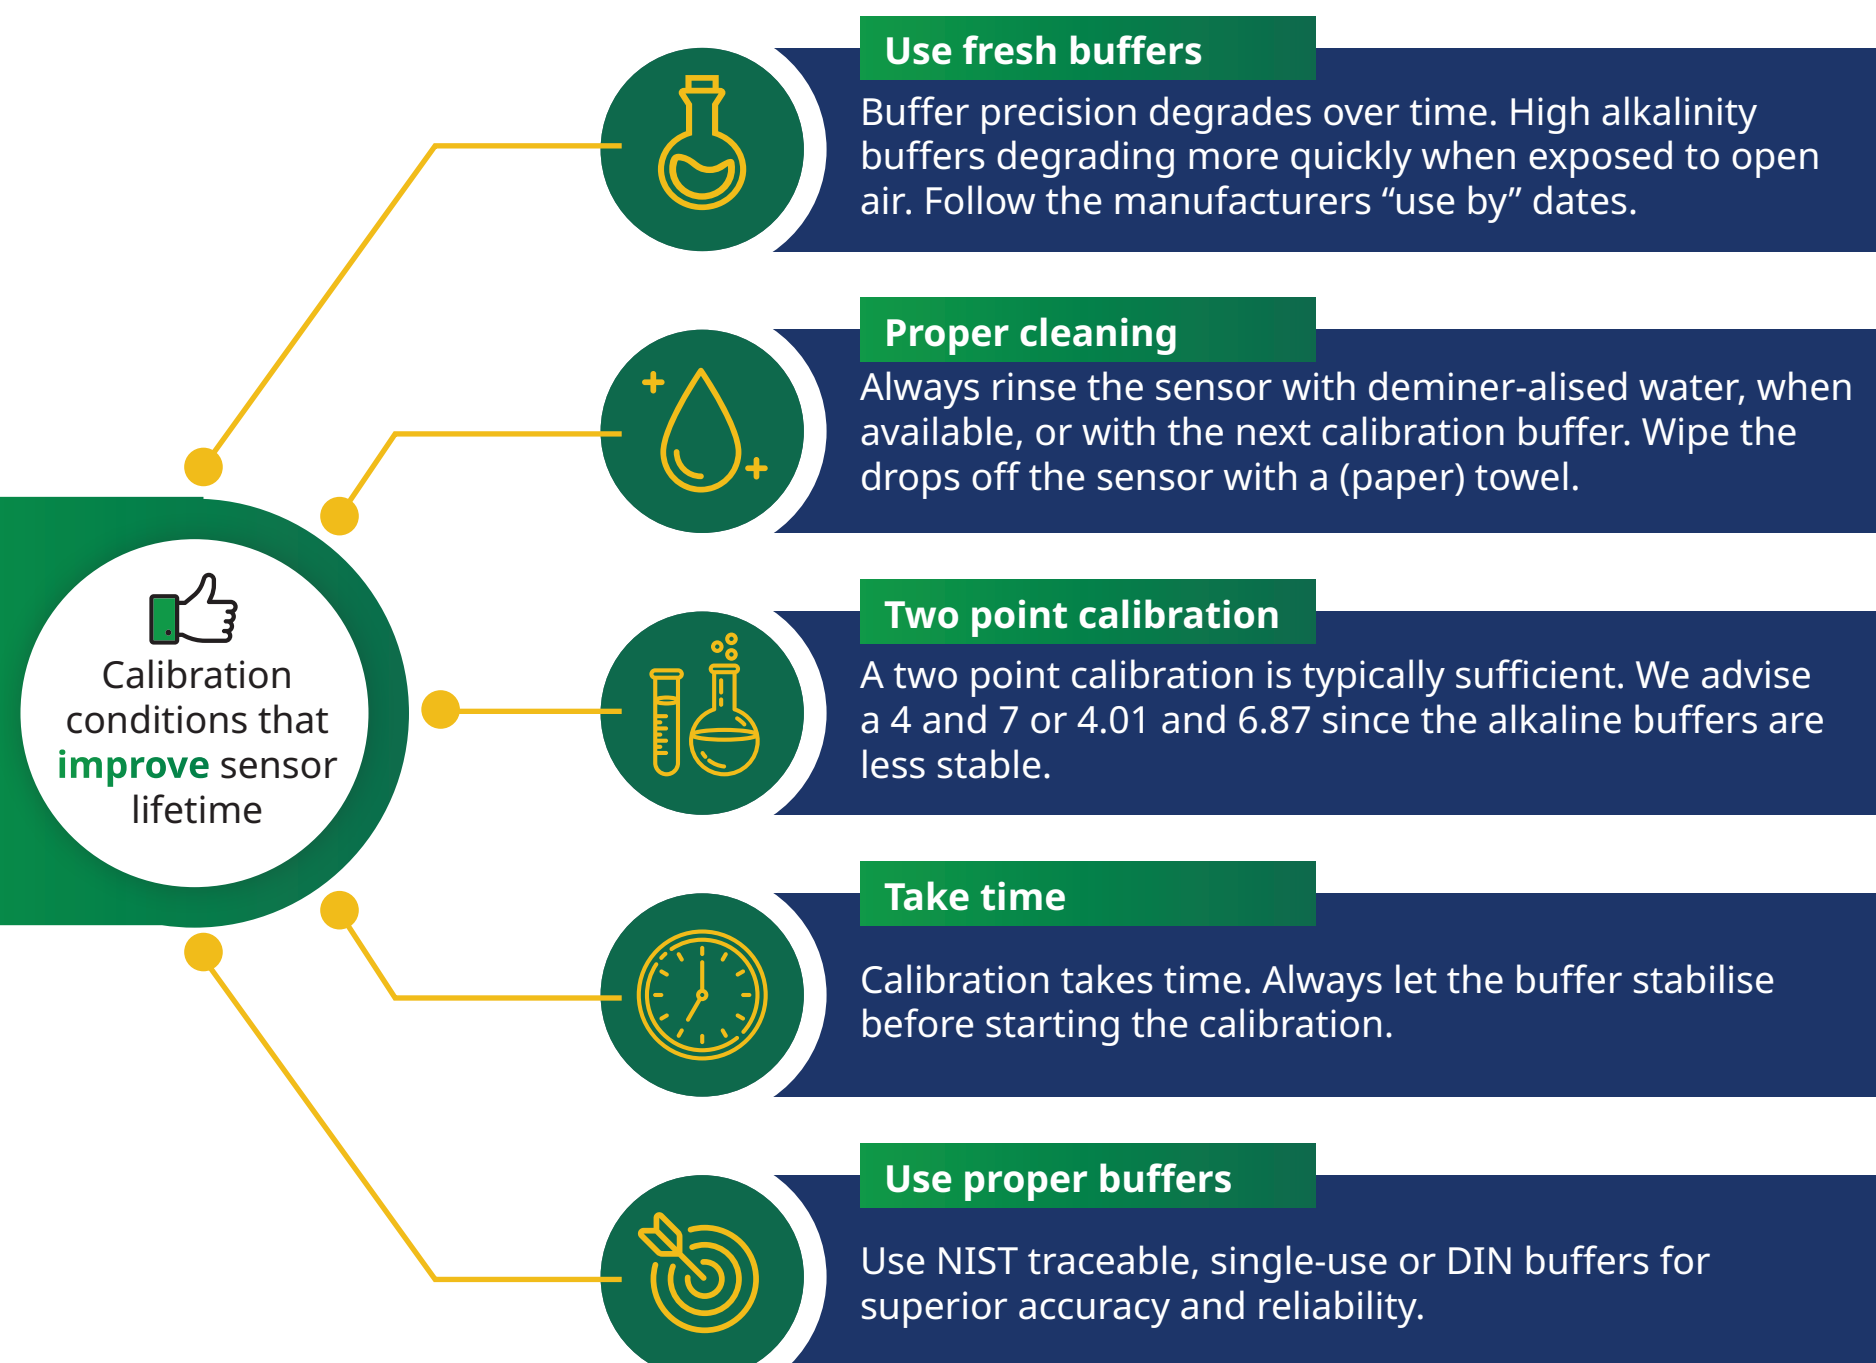 Use fresh buffers
Buffer precision degrades over time. High alkalinity
buffers degrading more quickly when exposed to open
air. Follow the manufacturers “use by” dates.
Proper cleaning
Always rinse the sensor with deminer-alised water, when
available, or with the next calibration buffer. Wipe the
drops off the sensor with a (paper) towel.
Calibration
conditions that
improve sensor
lifetime
Two point calibration
A two point calibration is typically sufficient. We advise
a 4 and 7 or 4.01 and 6.87 since the alkaline buffers are
less stable.
Take time
Calibration takes time. Always let the buffer stabilise
before starting the calibration.
Use proper buffers
Use NIST traceable, single-use or DIN buffers for
superior accuracy and reliability.